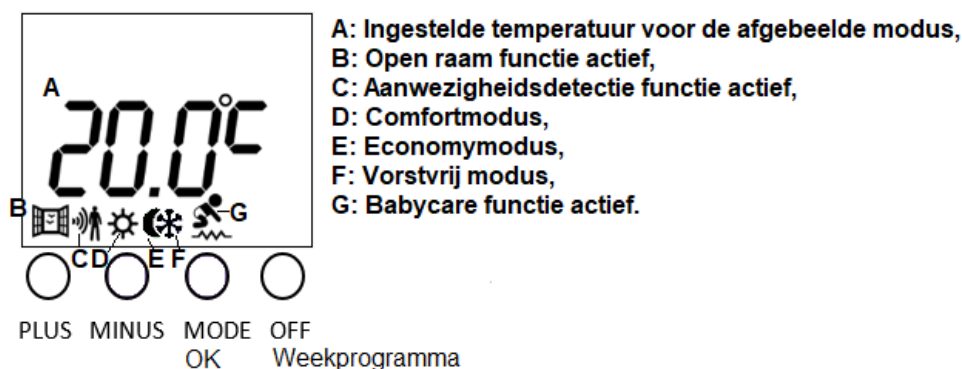 A: Ingestelde temperatuur voor de afgebeelde modus,
B: Open raam functie actief,
C: Aanwezigheidsdetectie functie actief,
D: Comfortmodus,
E: Economymodus,
F: Vorstvrij modus,
G: Babycare functie actief.
A
20.0°C
B
G
C D E F
PLUS MINUS MODE OFF
OK Weekprogramma